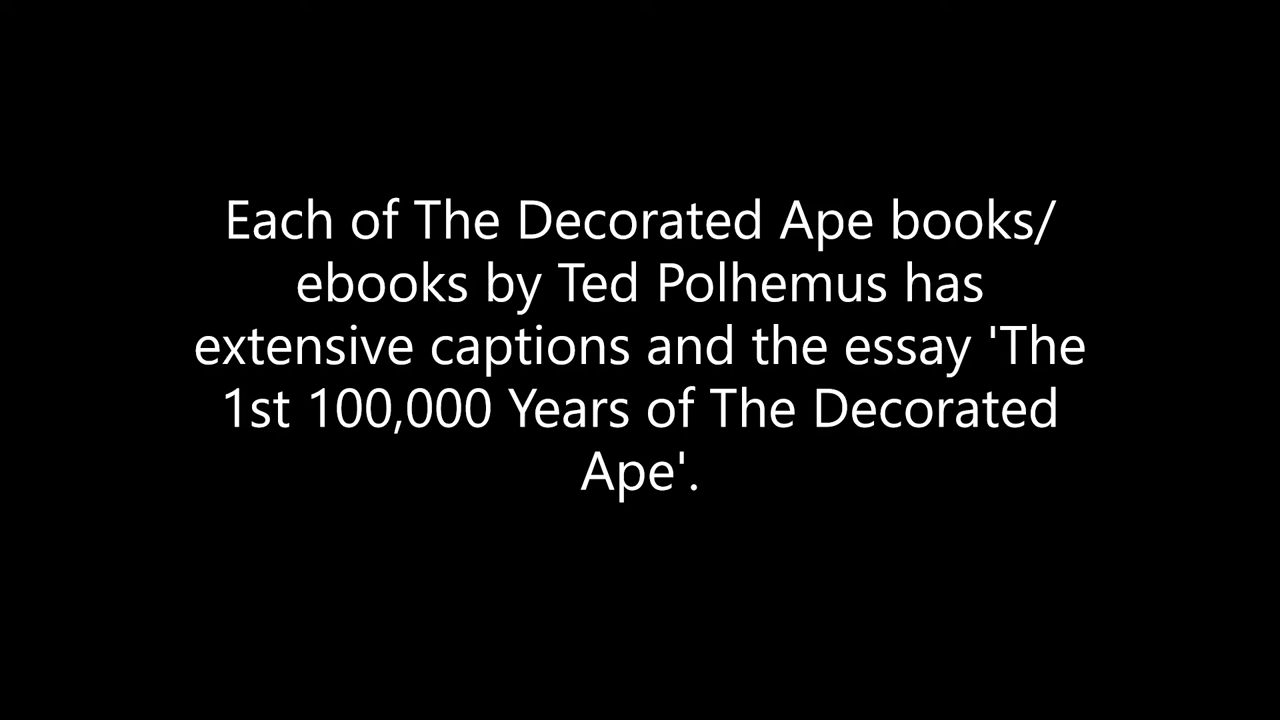 Each of The Decorated Ape books/
ebooks by Ted Polhemus has
extensive captions and the essay 'The
1st 100,000 Years of The Decorated
Ape'.